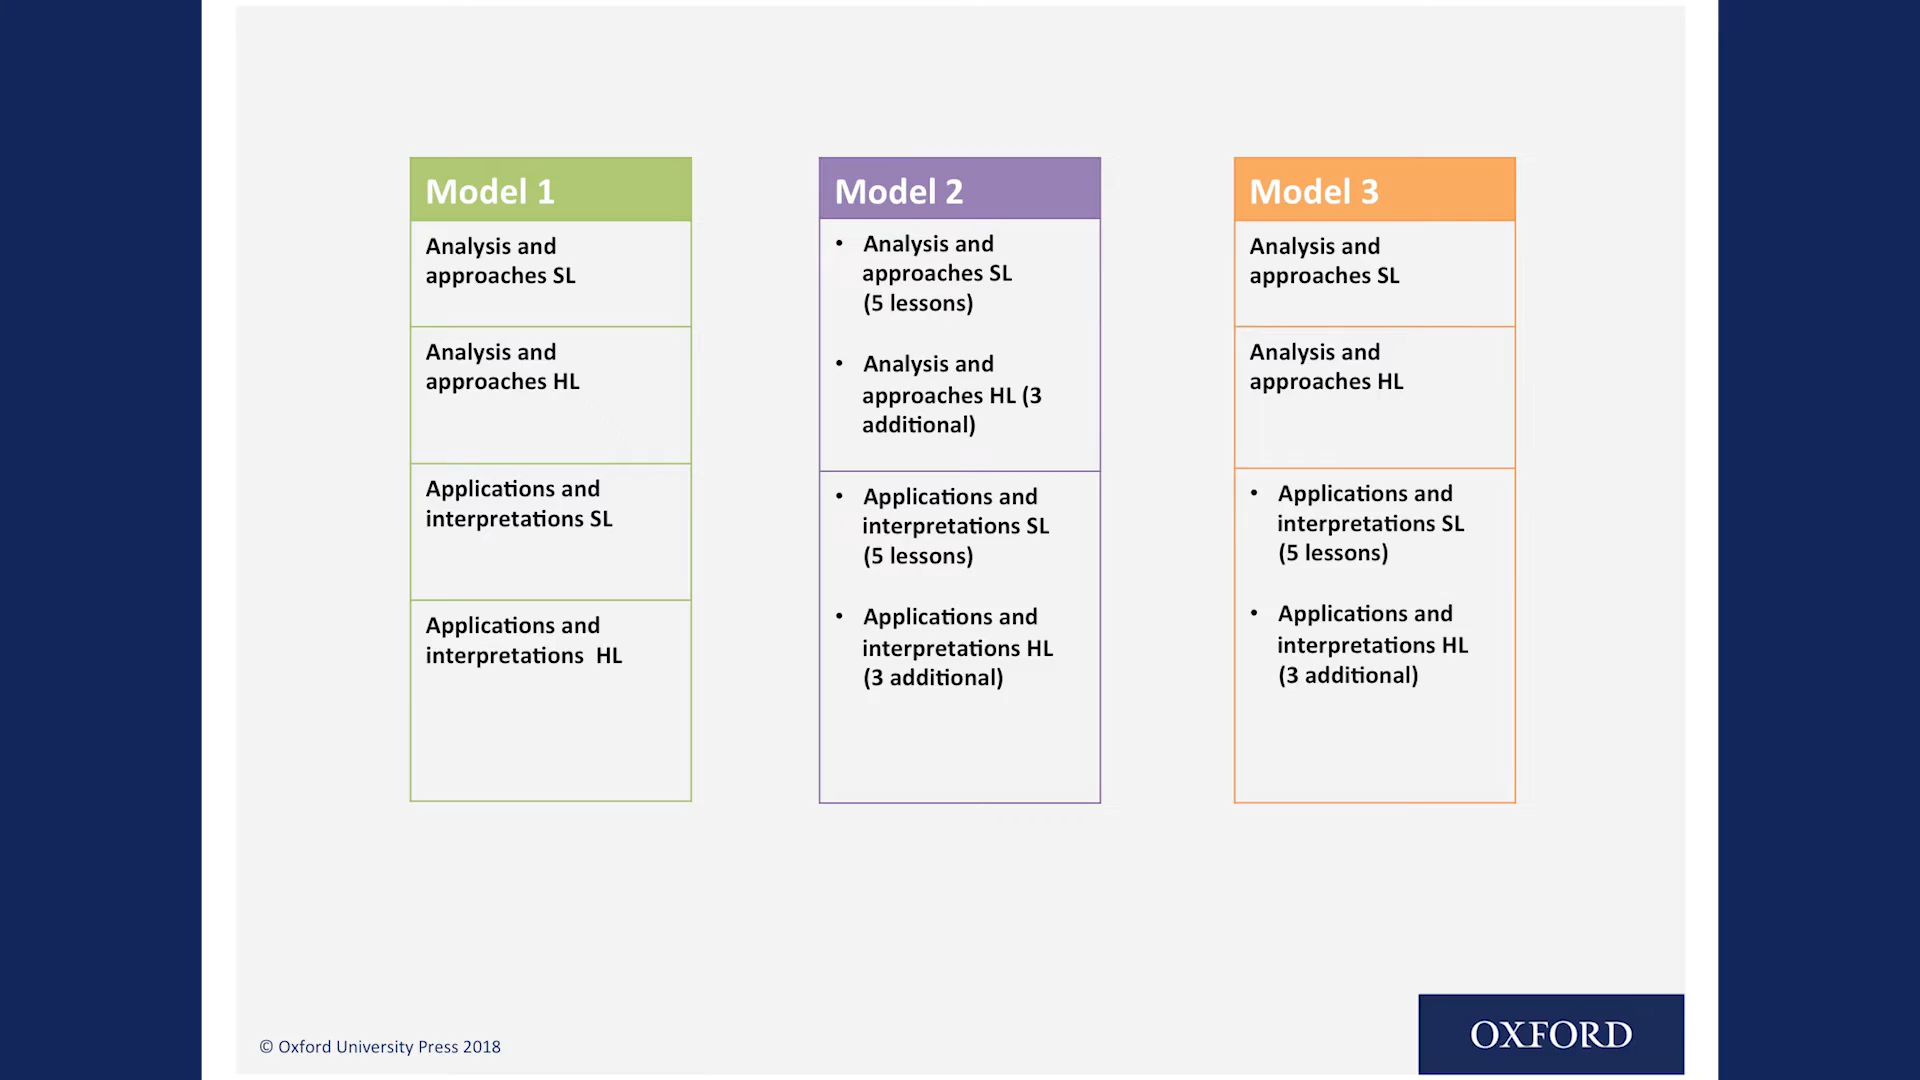 Model 1
Analysis and
approaches SL
Analysis and
approaches HL
Applications and
interpretations SL
Applications and
interpretations  HL
Model 2
• Analysis and
approaches SL
(5 lessons)
• Analysis and
approaches HL (3
additional)
• Applications and
interpretations SL
(5 lessons)
• Applications and
interpretations HL
(3 additional)
Model 3
Analysis and
approaches SL
Analysis and
approaches HL
• Applications and
interpretations SL
(5 lessons)
• Applications and
interpretations HL
(3 additional)
© Oxford University Press 2018
OXFORD